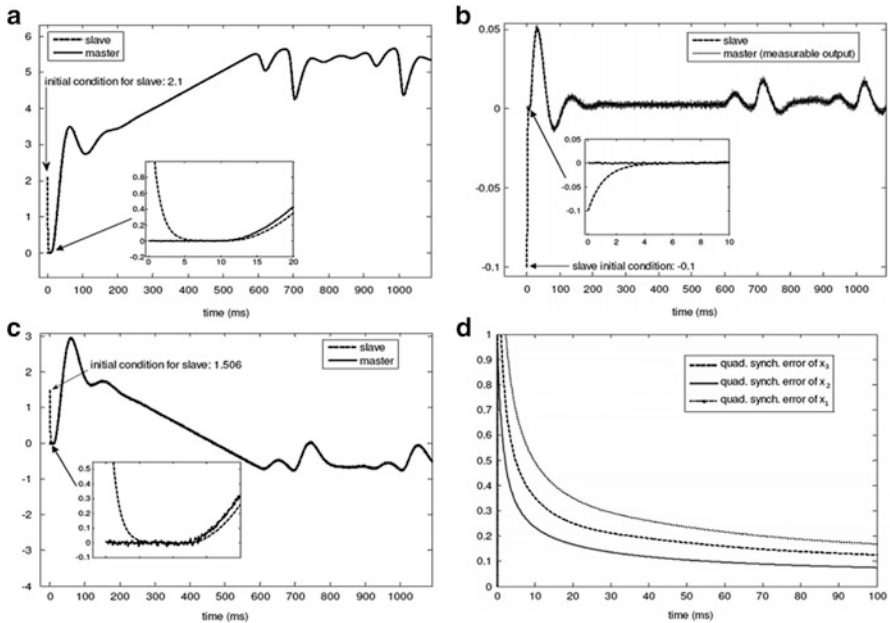 a
slave
master
initial condition for slave: 2.1
6
5
4
3
2
1
0
0.8
0.6
0.4
0.2
0
-0.2
0 5 10 15 20
0 100 200 300 400 500 600 700 800 900 1000
time (ms)
b
slave
master (measurable output)
0.05
0
-0.05
-0.1
0.05
0
-0.05
-0.1
0 2 4 6 8 10
slave initial condition: -0.1
0 100 200 300 400 500 600 700 800 900 1000
time (ms)
c
slave
master
initial condition for slave: 1.506
3
2
1
0
-1
-2
-3
-4
0.5
0.4
0.3
0.2
0.1
0
-0.1
0 100 200 300 400 500 600 700 800 900 1000
time (ms)
d
quad. synch. error of x3
quad. synch. error of x2
quad. synch. error of x1
1
0.9
0.8
0.7
0.6
0.5
0.4
0.3
0.2
0.1
0
0 10 20 30 40 50 60 70 80 90 100
time (ms)